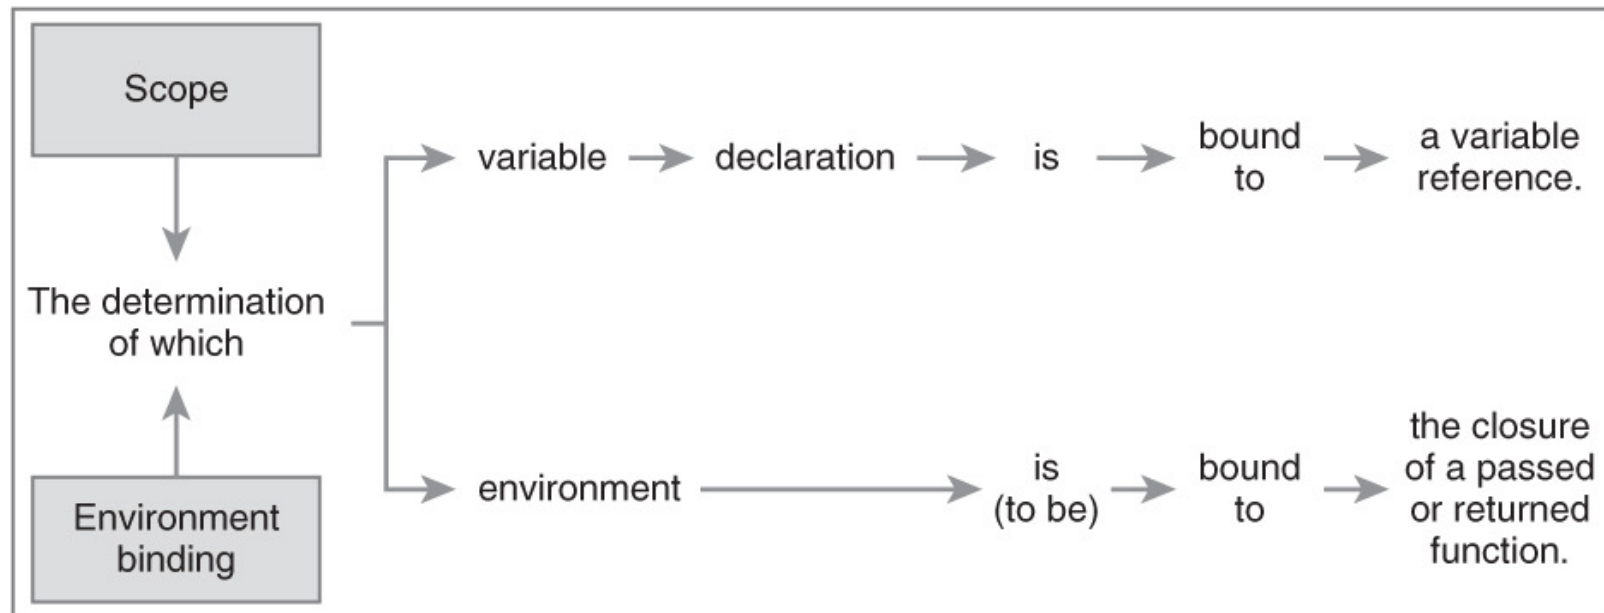 Scope
The determination
of which
Environment
binding
variable
declaration
is
bound
to
a variable
reference.
environment
is
(to be)
bound
to
the closure
of a passed
or returned
function.